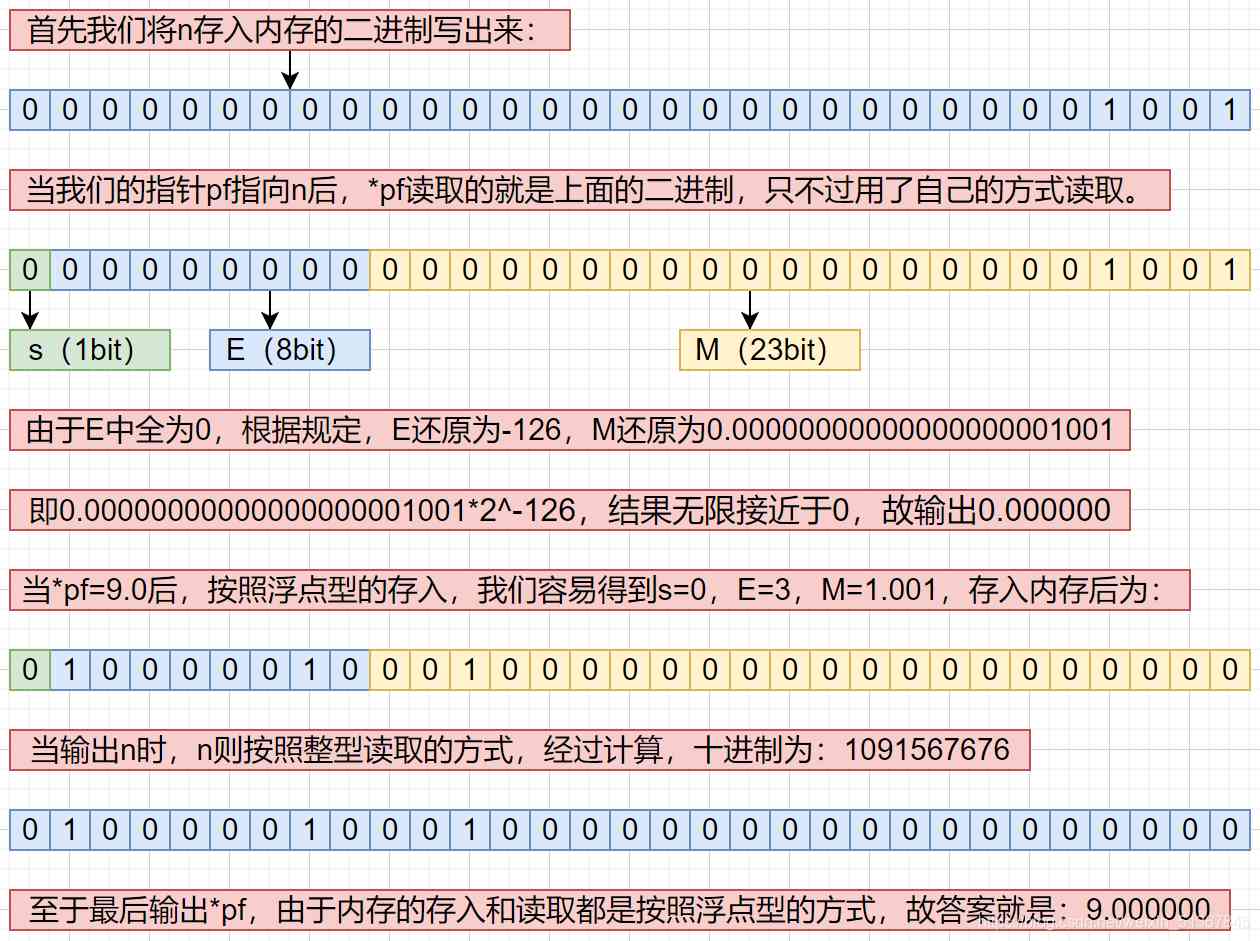 首先我们将n存入内存的二进制写出来：
0 0 0 0 0 0 0 0 0 0 0 0 0 0 0 0 0 0 0 0 0 0 0 0 0 0 0 1 0 0 1
当我们的指针pf指向n后，*pf读取的就是上面的二进制，只不过用了自己的方式读取。
0 0 0 0 0 0 0 0 0 0 0 0 0 0 0 0 0 0 0 0 0 0 0 0 0 0 0 1 0 0 1
s（1bit） E（8bit） M（23bit）
由于E中全为0，根据规定，E还原为-126，M还原为0.00000000000000000001001
即0.00000000000000000001001*2^-126，结果无限接近于0，故输出0.000000
当*pf=9.0后，按照浮点型的存入，我们容易得到s=0，E=3，M=1.001，存入内存后为：
0 1 0 0 0 0 0 1 0 0 0 1 0 0 0 0 0 0 0 0 0 0 0 0 0 0 0 0 0 0 0
当输出n时，n则按照整型读取的方式，经过计算，十进制为：1091567676
0 1 0 0 0 0 0 1 0 0 0 1 0 0 0 0 0 0 0 0 0 0 0 0 0 0 0 0 0 0 0
至于最后输出*pf，由于内存的存入和读取都是按照浮点型的方式，故答案就是：9.000000